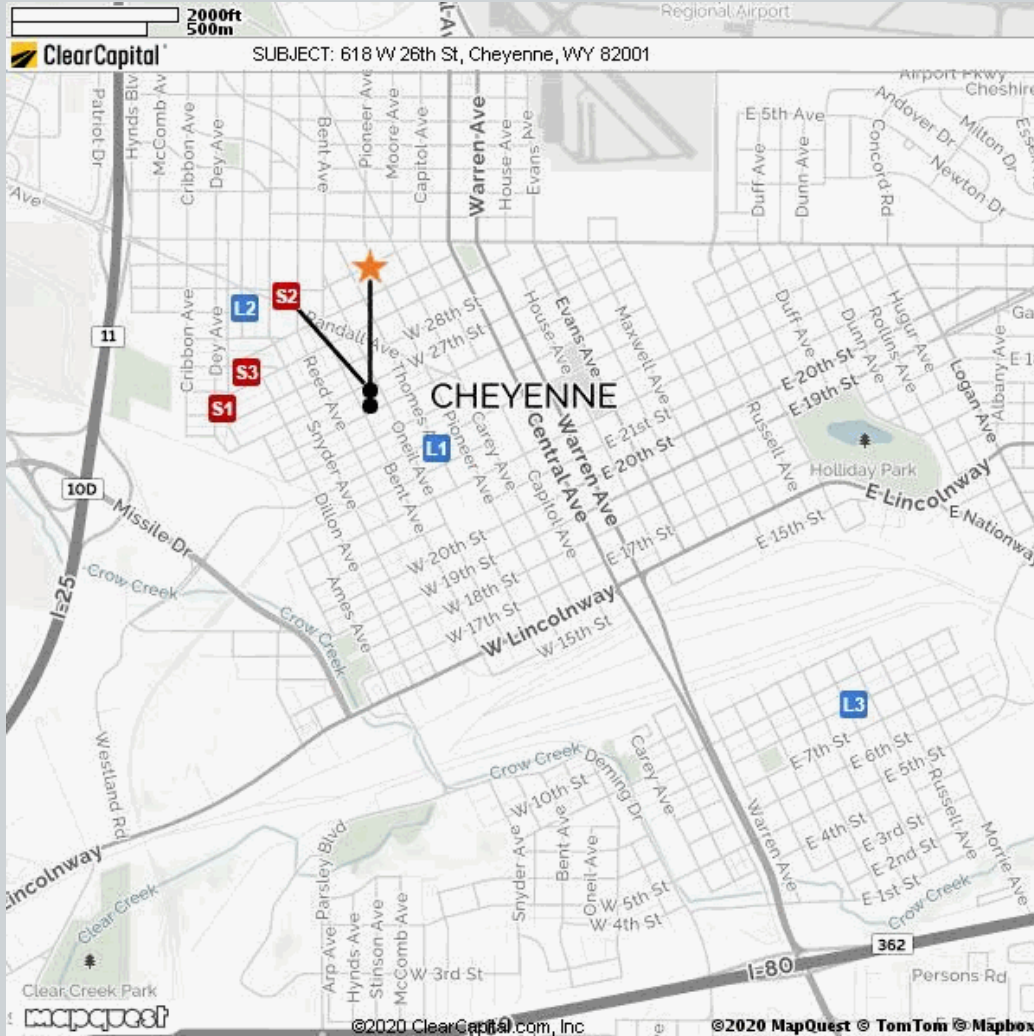 2000ft
500m
Regional Airport
ClearCapital
SUBJECT: 618 W 26th St, Cheyenne, WY 82001
Patriot Dr
Hynds Blv
McComb Av
Cribbon Ave
Dey Ave
Bent Ave
Pioneer Ave
Moore Ave
Capitol Ave
Warren Ave
House Ave
Evans Ave
Airport Pkwy
Cheshire
E 5th Ave
Andover Dr
Milton Dr
Newton Dr
Concord Rd
Duff Ave
Dunn Ave
Ave
L2
S2
S3
S1
L1
L3
11
Cribbon Ave
Dey Ave
Randall Ave
W 28th St
W 27th St
Reed Ave
Thomes
CHEYENNE
House Ave
Evans Ave
Maxwell Ave
Duff Ave
Dunn Ave
Rollins Ave
Hugur Ave
Logan Ave
Albany Ave
E 20th St
E 19th St
E 21st St
E 20th St
Russell Ave
Holliday Park
E Lincolnway
E Nationway
E 15th St
E 17th St
Snyder Ave
Oneil Ave
Pioneer Ave
Carey Ave
Bent Ave
Central Ave
Warren Ave
Capitol Ave
Dillon Ave
Ames Ave
10D
Missile Dr
Crow Creek
Crow Creek
I-25
W 20th St
W 19th St
W 18th St
W 17th St
W Lincolnway
W 15th St
Westland Rd
Lincolnway
Clear Creek
Clear Creek Park
Crow Creek
Deming Dr
Carey Ave
W 10th St
Snyder Ave
Bent Ave
Oneil Ave
W 5th St
W 4th St
Parsley Blvd
Arp Ave
Hynds Ave
Stinson Ave
McComb Ave
W 3rd St
E 7th St
E 6th St
E 5th St
E 4th St
E 3rd St
E 2nd St
E 1st St
Russell Ave
Morrie Ave
Warren Ave
Crow Creek
362
I-80
Persons Rd
mapquest
©2020 ClearCapital.com, Inc
©2020 MapQuest © TomTom © Mapbo